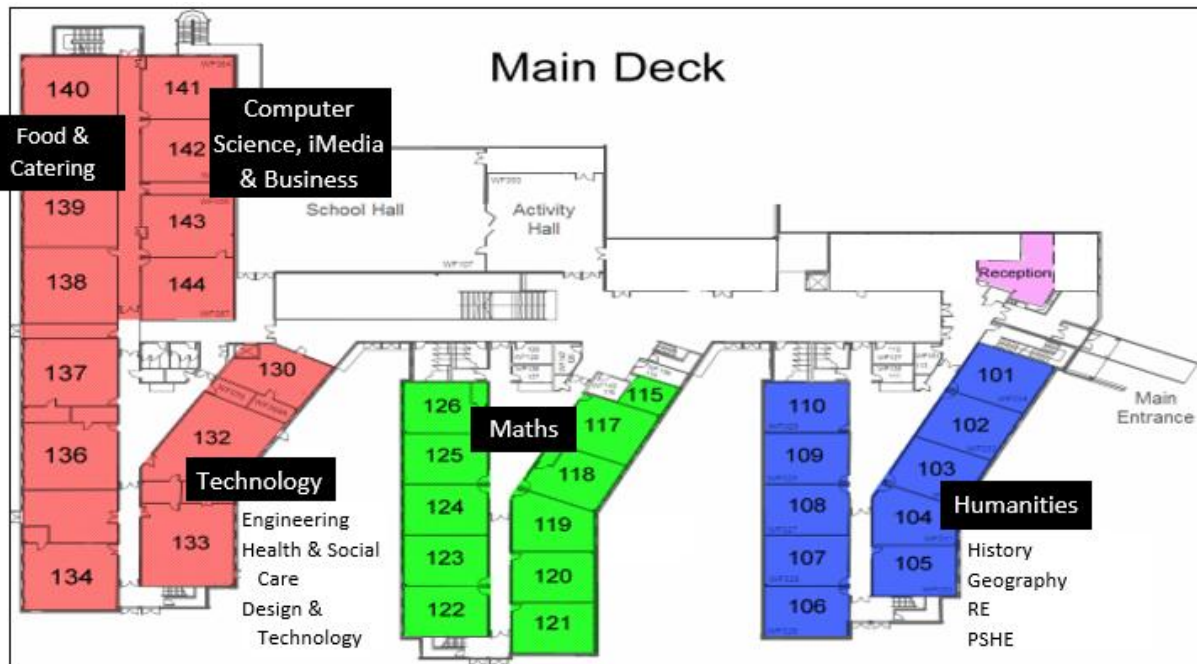 Main Deck
140
141
Computer
Science, iMedia
& Business
Food &
Catering
142
139
143
School Hall
Activity
Hall
WF107
138
144
Reception
137
130
126
115
110
101
Main
Entrance
Maths
117
102
136
132
125
118
109
103
Technology
Humanities
124
119
108
104
133
Engineering
Health & Social
Care
Design &
Technology
History
Geography
RE
PSHE
134
123
120
107
105
122
121
106